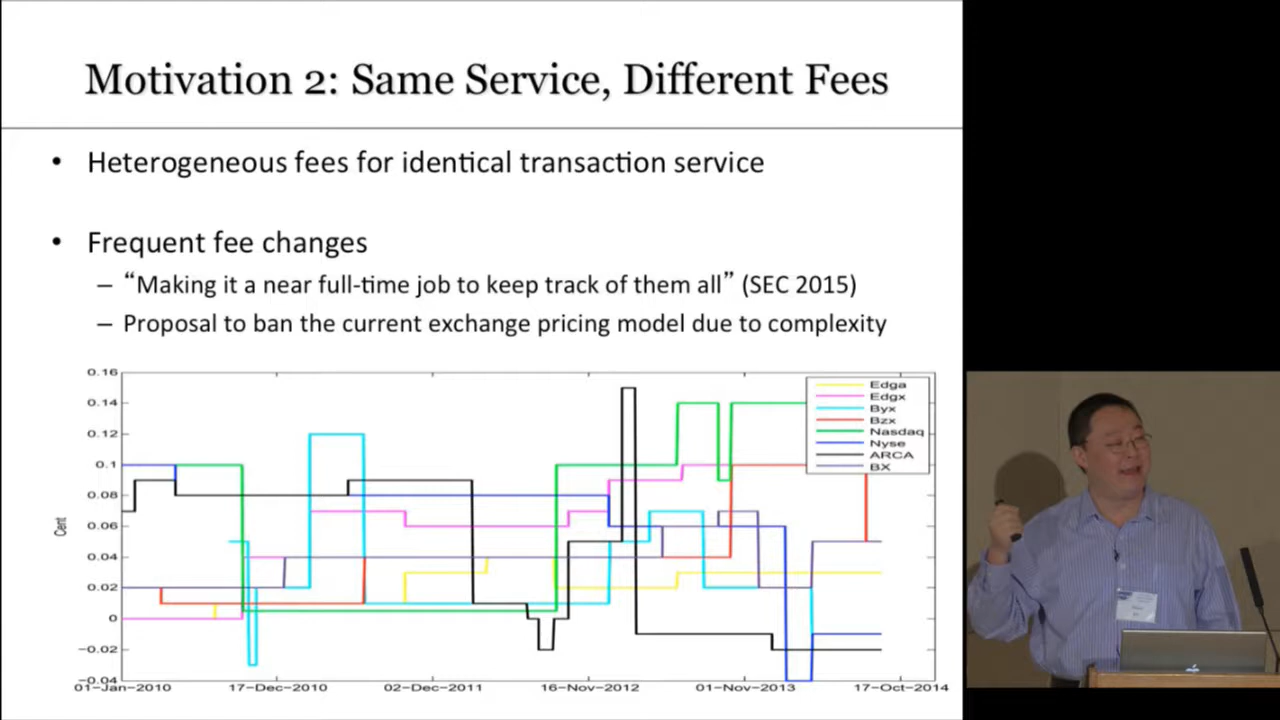 Motivation 2: Same Service, Different Fees
• Heterogeneous fees for identical transaction service
• Frequent fee changes
– “Making it a near full-time job to keep track of them all” (SEC 2015)
– Proposal to ban the current exchange pricing model due to complexity
0.16
0.14
0.12
0.1
0.08
0.06
0.04
0.02
0
−0.02
−0.04
Cent
Edga
Edgx
Byx
Bzx
Nasdaq
Nyse
ARCA
BX
01−Jan−2010
17−Dec−2010
02−Dec−2011
16−Nov−2012
01−Nov−2013
17−Oct−2014